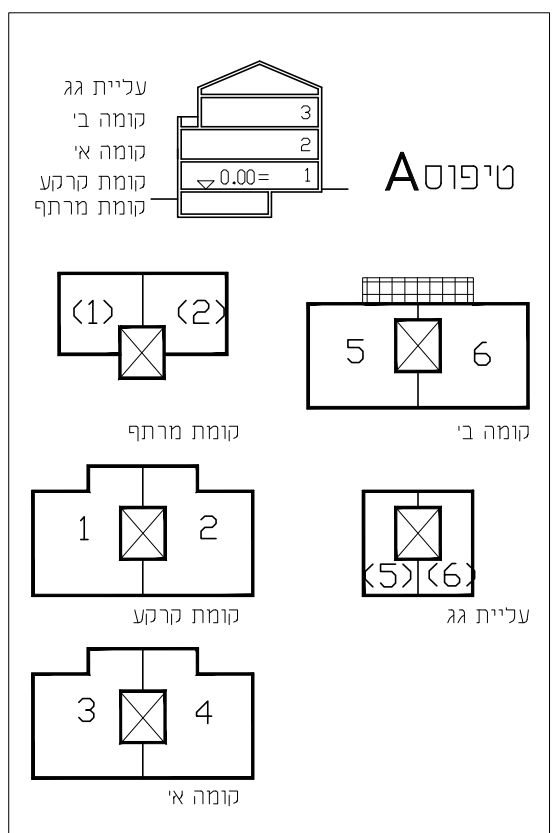 עליית גג
קומה ב' 3
קומה א' 2
קומת קרקע 0.00= 1
קומת מרתף
טיפוס A
(1) (2)
קומת מרתף
5 6
קומה ב'
1 2
קומת קרקע
(5) (6)
עליית גג
3 4
קומה א'